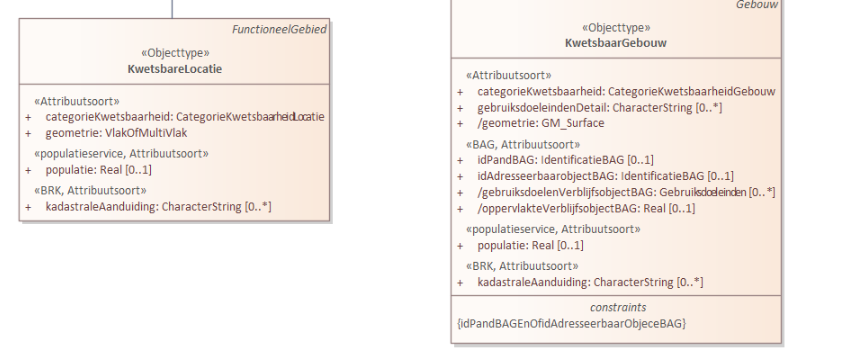 FunctioneelGebied
«Objecttype»
KwetsbareLocatie
«Attribuutsoort»
+ categorieKwetsbaarheid: CategorieKwetsbaarheidLocatie
+ geometrie: VlakOfMultiVlak
«populatieservice, Attribuutsoort»
+ populatie: Real [0..1]
«BRK, Attribuutsoort»
+ kadastraleAanduiding: CharacterString [0..*]
Gebouw
«Objecttype»
KwetsbaarGebouw
«Attribuutsoort»
+ categorieKwetsbaarheid: CategorieKwetsbaarheidGebouw
+ gebruiksdoeleindenDetail: CharacterString [0..*]
+ /geometrie: GM_Surface
«BAG, Attribuutsoort»
+ idPandBAG: IdentificatieBAG [0..1]
+ idAdresseerbaarobjectBAG: IdentificatieBAG [0..1]
+ /gebruiksdoelenVerblijfsobjectBAG: Gebruiksdoeleinden [0..*]
+ /oppervlakteVerblijfsobjectBAG: Real [0..1]
«populatieservice, Attribuutsoort»
+ populatie: Real [0..1]
«BRK, Attribuutsoort»
+ kadastraleAanduiding: CharacterString [0..*]
constraints
{idPandBAGEnOfidAdresseerbaarObjeceBAG}